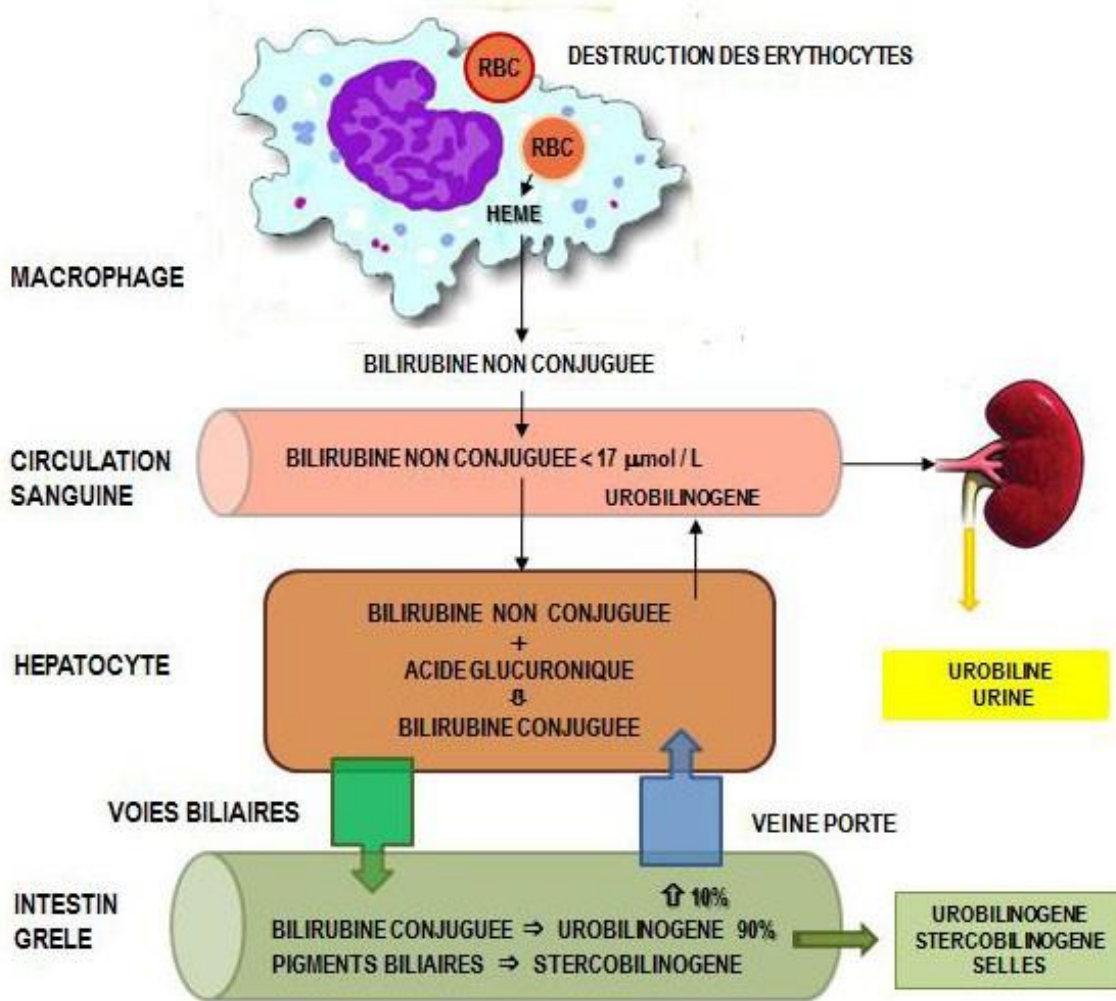 DESTRUCTION DES ERYTHOCYTES
RBC
RBC
HEME
MACROPHAGE
BILIRUBINE NON CONJUGUEE
CIRCULATION
SANGUINE
BILIRUBINE NON CONJUGUEE < 17 µmol / L
UROBILINOGENE
HEPATOCYTE
BILIRUBINE NON CONJUGUEE
+
ACIDE GLUCURONIQUE
⇩
BILIRUBINE CONJUGUEE
UROBILINE
URINE
VOIES BILIAIRES
VEINE PORTE
INTESTIN
GRELE
⇧ 10%
BILIRUBINE CONJUGUEE ⇒ UROBILINOGENE 90%
PIGMENTS BILIAIRES ⇒ STERCOBILINOGENE
UROBILINOGENE
STERCOBILINOGENE
SELLES